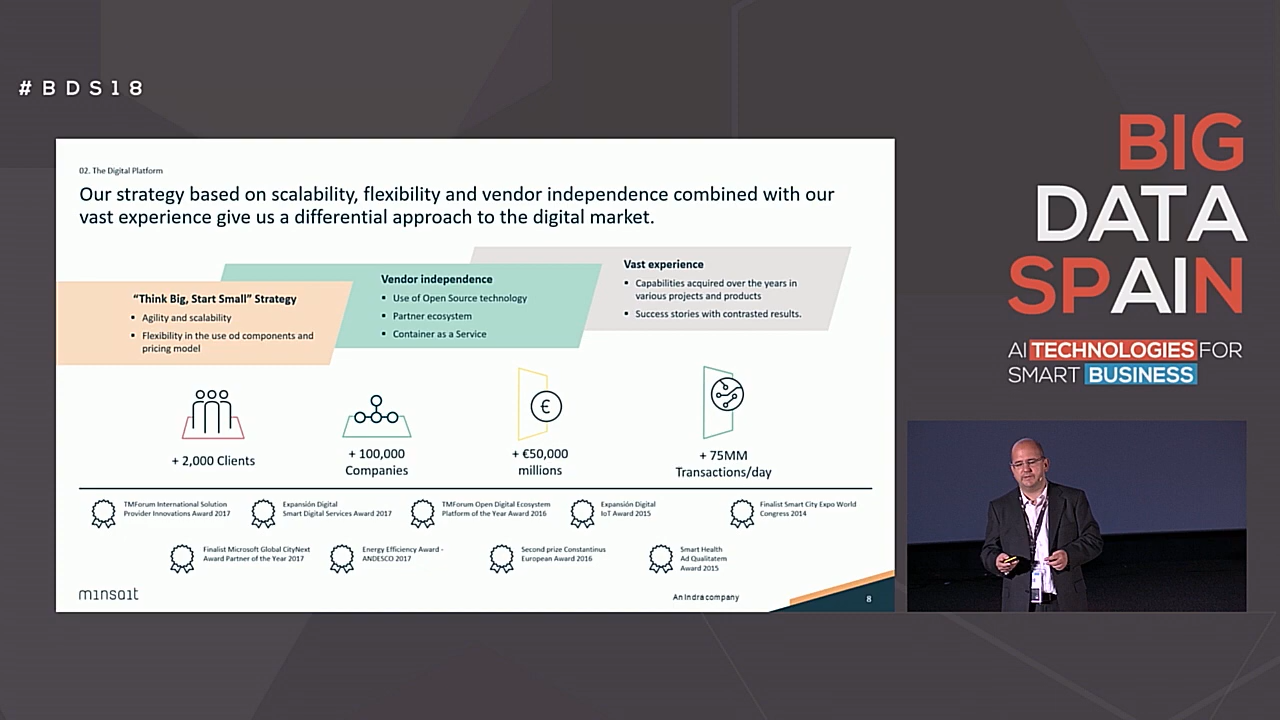 #BDS18
BIG
DATA
SPAIN
AI TECHNOLOGIES FOR
SMART BUSINESS
02. The Digital Platform
Our strategy based on scalability, flexibility and vendor independence combined with our
vast experience give us a differential approach to the digital market.
“Think Big, Start Small” Strategy
▪ Agility and scalability
▪ Flexibility in the use od components and
pricing model
Vendor independence
▪ Use of Open Source technology
▪ Partner ecosystem
▪ Container as a Service
Vast experience
▪ Capabilities acquired over the years in
various projects and products
▪ Success stories with contrasted results.
+ 2,000 Clients
+ 100,000
Companies
€
+ €50,000
millions
+ 75MM
Transactions/day
TMForum International Solution
Provider Innovations Award 2017
Expansión Digital
Smart Digital Services Award 2017
TMForum Open Digital Ecosystem
Platform of the Year Award 2016
Expansión Digital
IoT Award 2015
Finalist Smart City Expo World
Congress 2014
Finalist Microsoft Global CityNext
Award Partner of the Year 2017
Energy Efficiency Award -
ANDESCO 2017
Second prize Constantinus
European Award 2016
Smart Health
Ad Qualitatem
Award 2015
minsait
An Indra company
8